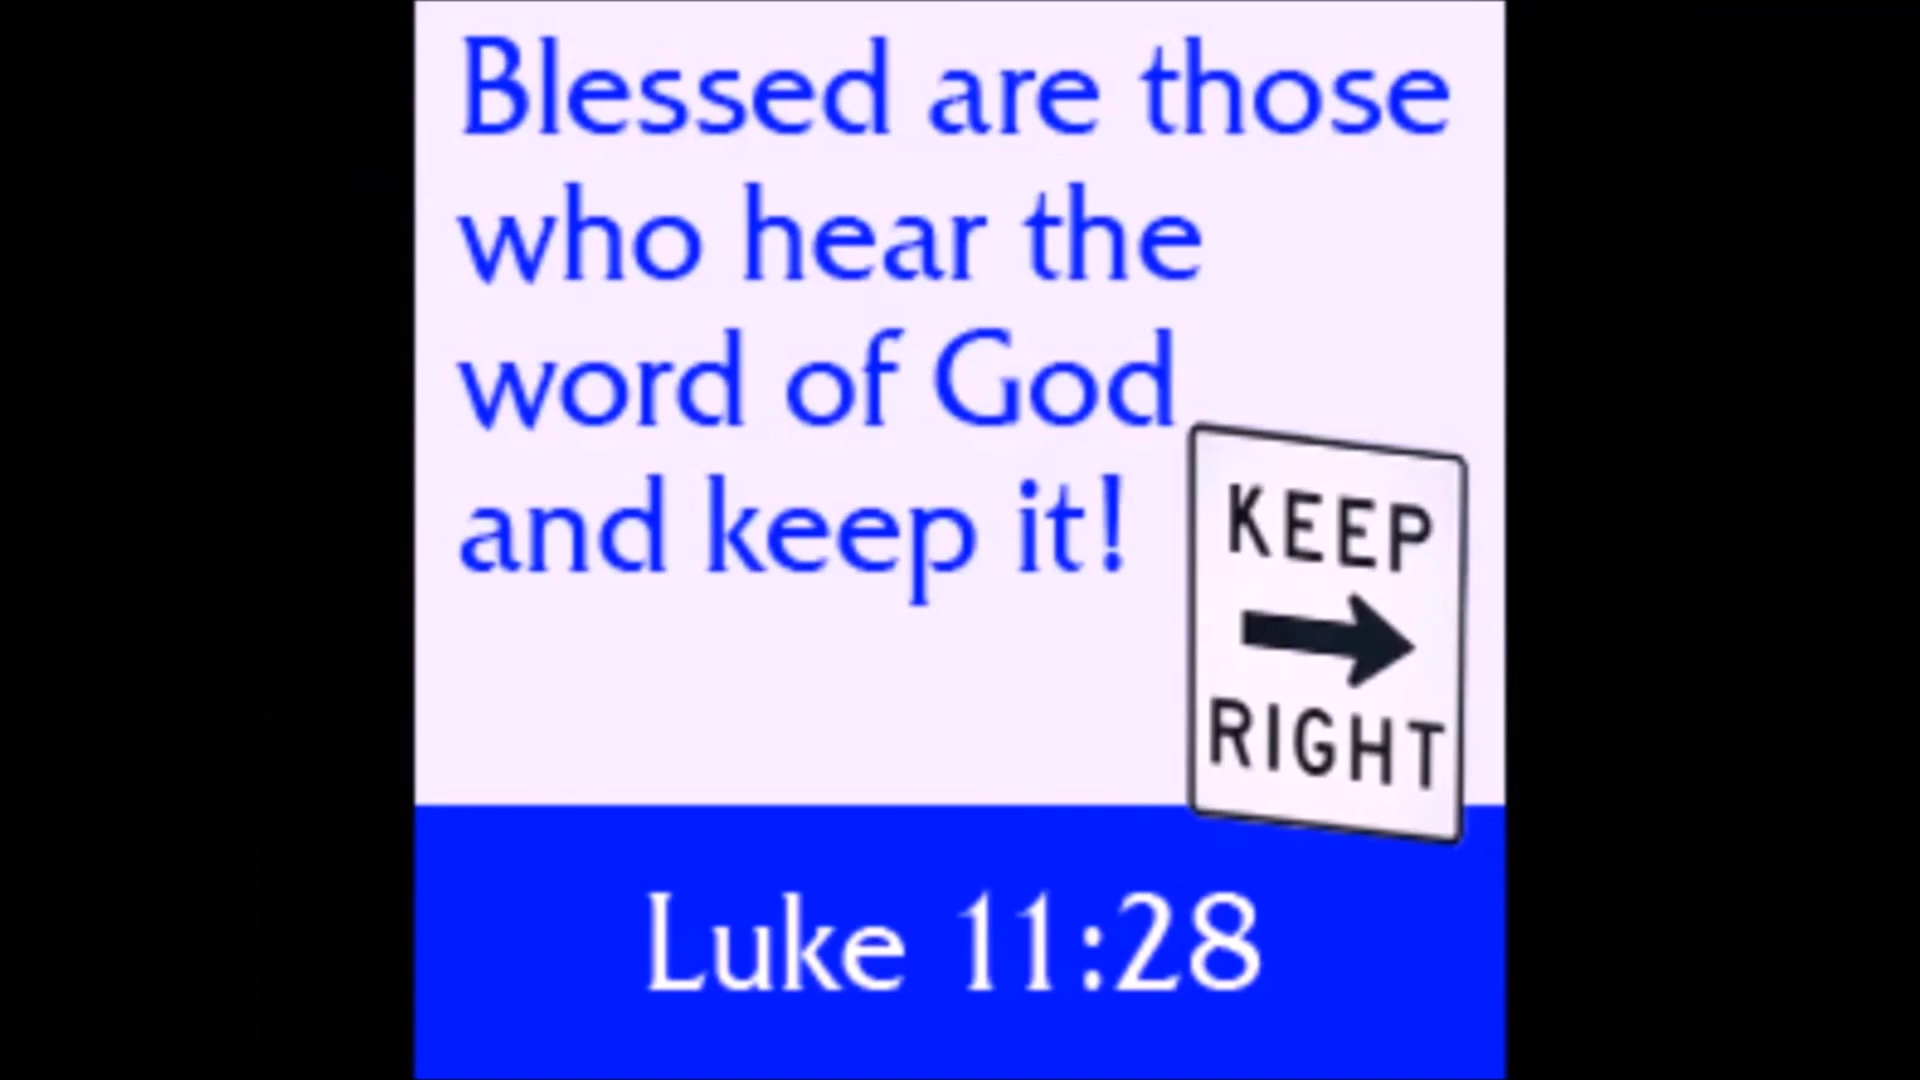 Blessed are those
who hear the
word of God
and keep it!
KEEP
RIGHT
Luke 11:28